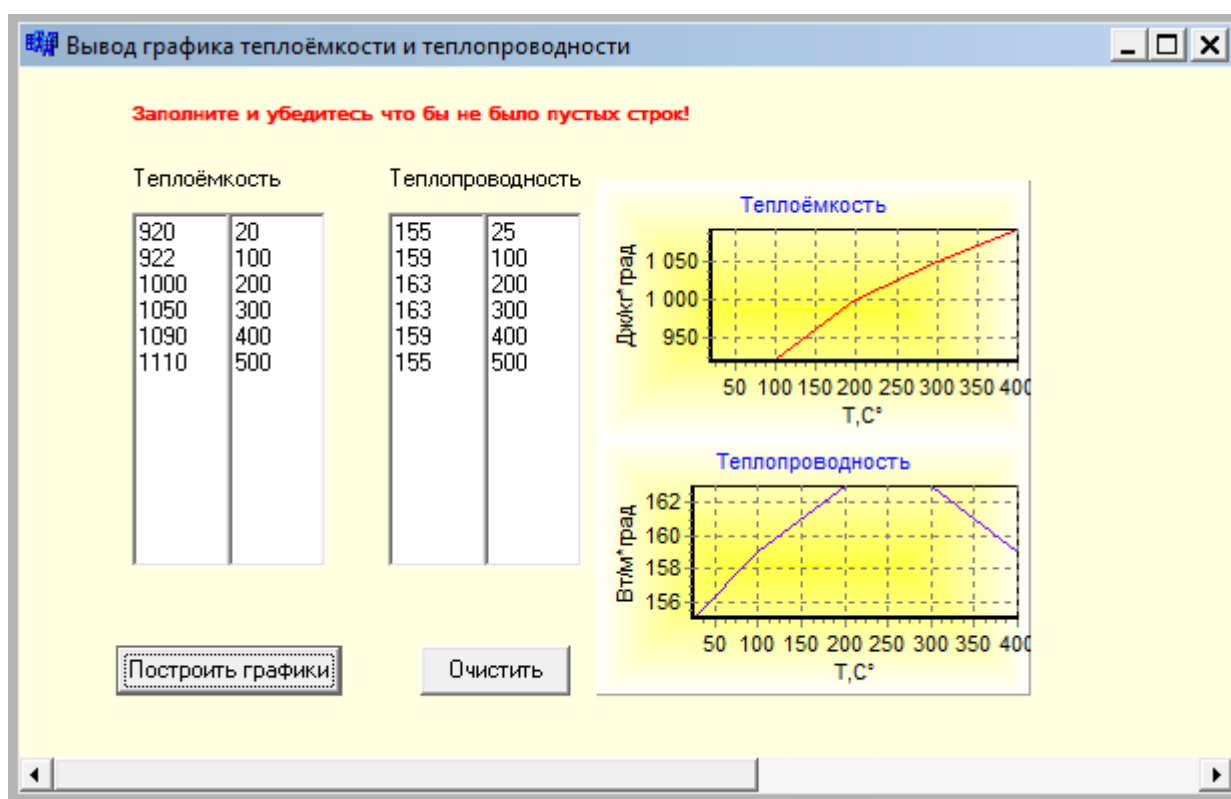 Вывод графика теплоёмкости и теплопроводности
Заполните и убедитесь что бы не было пустых строк!
Теплоёмкость
920 20
922 100
1000 200
1050 300
1090 400
1110 500
Теплопроводность
155 25
159 100
163 200
163 300
159 400
155 500
Теплоёмкость
Дж/кг*град
1 050
1 000
950
50 100 150 200 250 300 350 400
Т,С°
Теплопроводность
Вт/м*град
162
160
158
156
50 100 150 200 250 300 350 400
Т,С°
Построить графики
Очистить